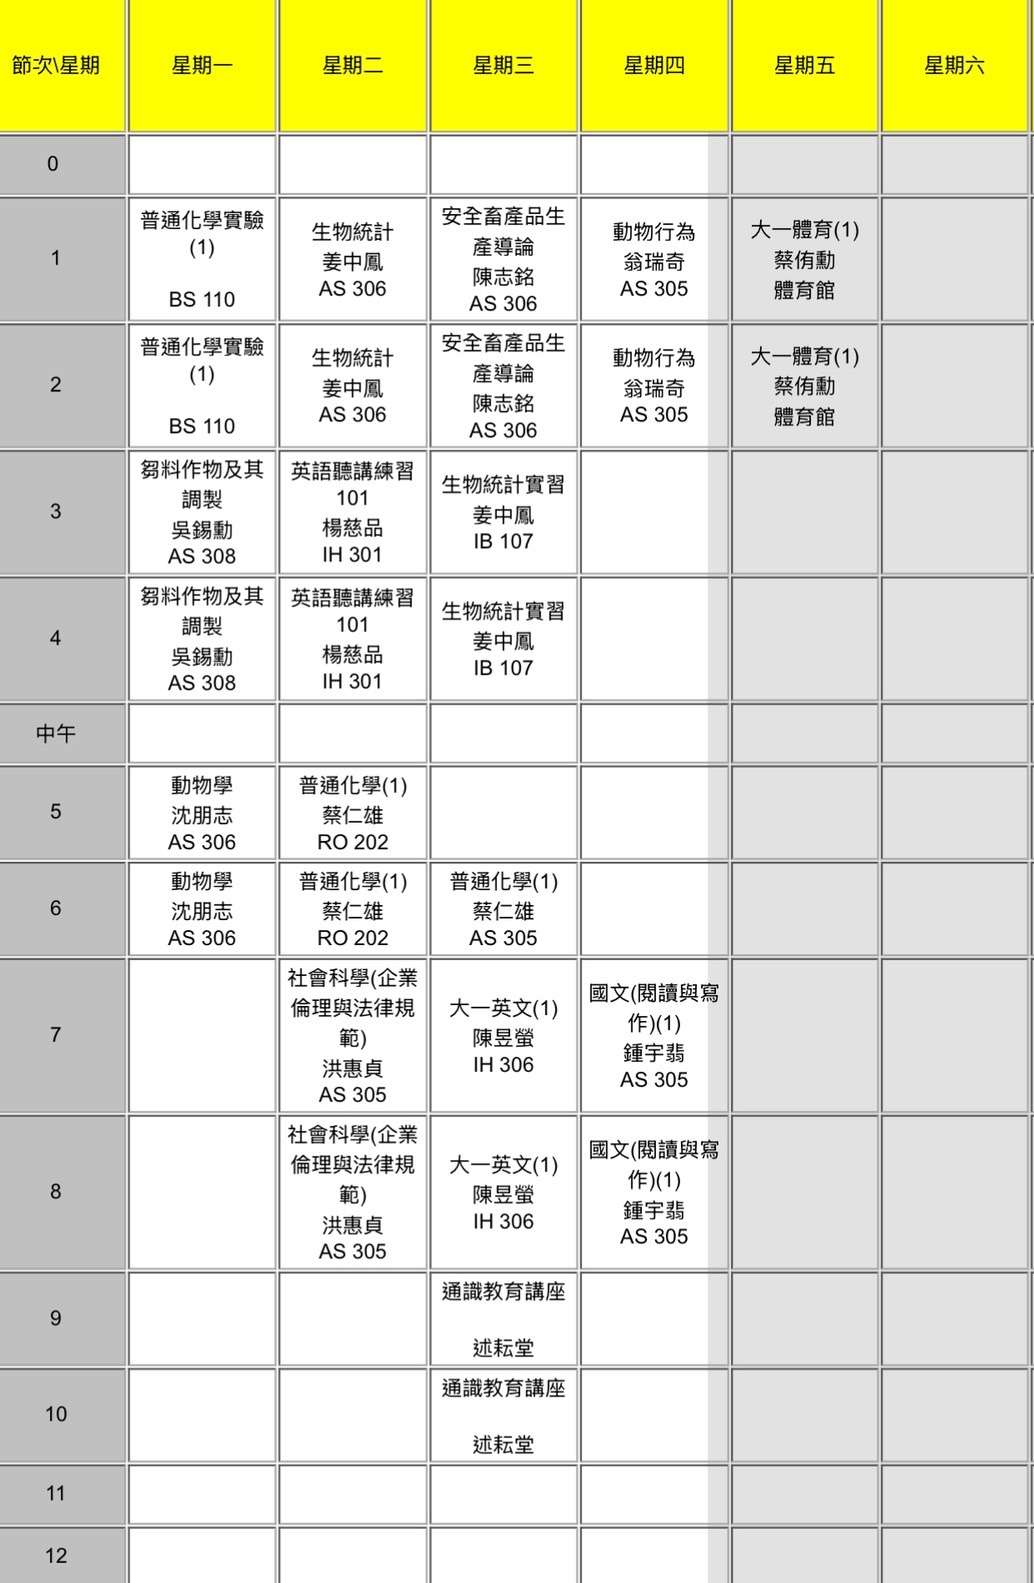 節次\星期 星期一 星期二 星期三 星期四 星期五 星期六
0
1
普通化學實驗
(1)
BS 110
生物統計
姜中鳳
AS 306
安全畜產品生
產導論
陳志銘
AS 306
動物行為
翁瑞奇
AS 305
大一體育(1)
蔡侑勳
體育館
2
普通化學實驗
(1)
BS 110
生物統計
姜中鳳
AS 306
安全畜產品生
產導論
陳志銘
AS 306
動物行為
翁瑞奇
AS 305
大一體育(1)
蔡侑勳
體育館
3
芻料作物及其
調製
吳錫勳
AS 308
英語聽講練習
101
楊慈品
IH 301
生物統計實習
姜中鳳
IB 107
4
芻料作物及其
調製
吳錫勳
AS 308
英語聽講練習
101
楊慈品
IH 301
生物統計實習
姜中鳳
IB 107
中午
5
動物學
沈朋志
AS 306
普通化學(1)
蔡仁雄
RO 202
6
動物學
沈朋志
AS 306
普通化學(1)
蔡仁雄
RO 202
普通化學(1)
蔡仁雄
AS 305
7
社會科學(企業
倫理與法律規
範)
洪惠貞
AS 305
大一英文(1)
陳昱螢
IH 306
國文(閱讀與寫
作)(1)
鍾宇翡
AS 305
8
社會科學(企業
倫理與法律規
範)
洪惠貞
AS 305
大一英文(1)
陳昱螢
IH 306
國文(閱讀與寫
作)(1)
鍾宇翡
AS 305
9
通識教育講座
述耘堂
10
通識教育講座
述耘堂
11
12